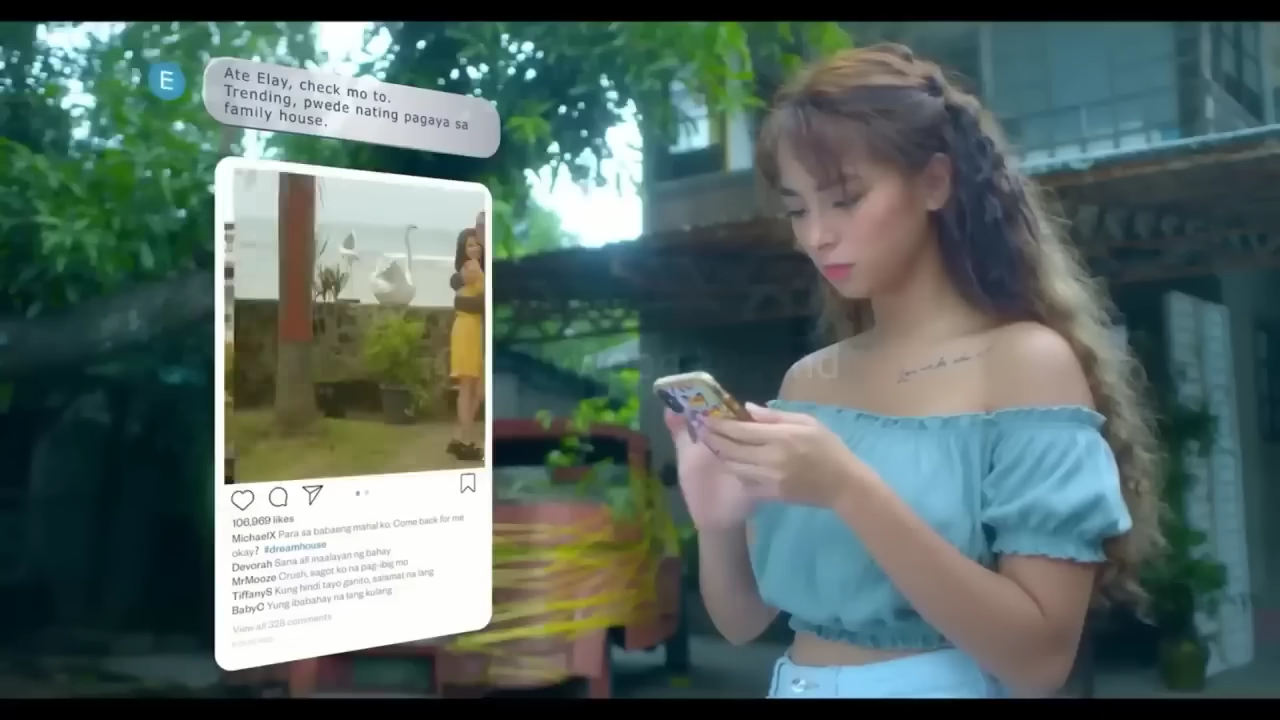 E
Ate Elay, check mo to.
Trending, pwede nating pagaya sa
family house.
106,969 likes
MichaelX Para sa babaeng mahal ko. Come back for me
okay? #dreamhouse
Devorah Sana all inaalayan ng bahay
MrMooze Crush, sagot ko na pag-ibig mo
TiffanyS Kung hindi tayo ganito, salamat na lang
BabyC Yung ibabahay na lang kulang
View all 328 comments